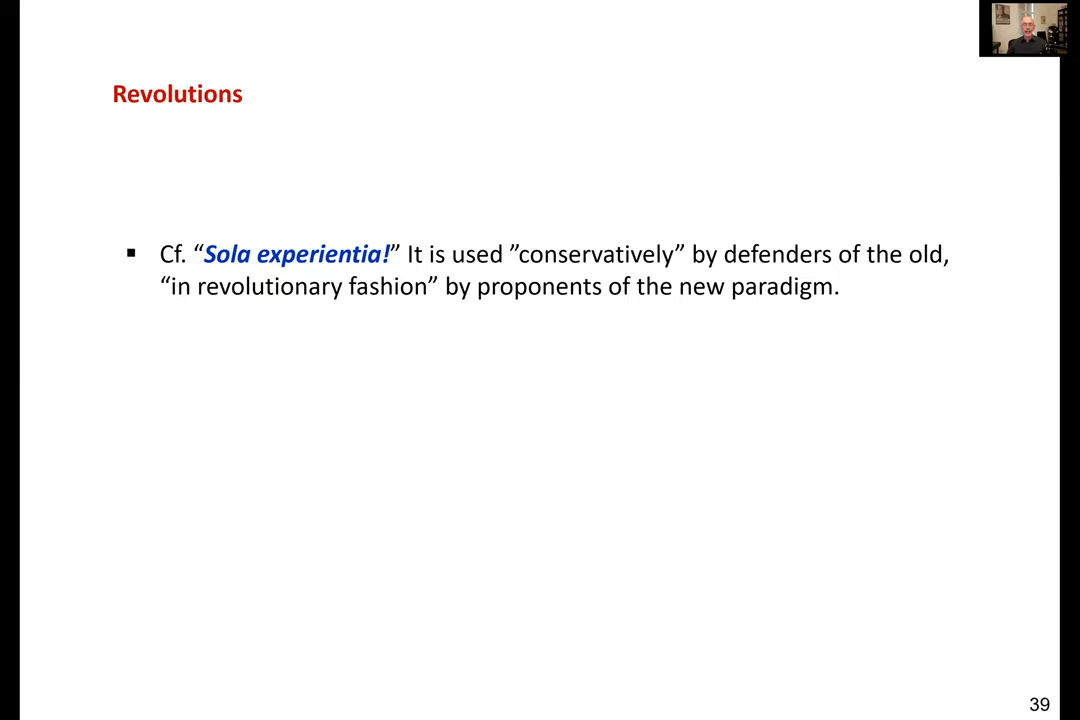 Revolutions
▪ Cf. “Sola experientia!” It is used ”conservatively” by defenders of the old,
“in revolutionary fashion” by proponents of the new paradigm.
39